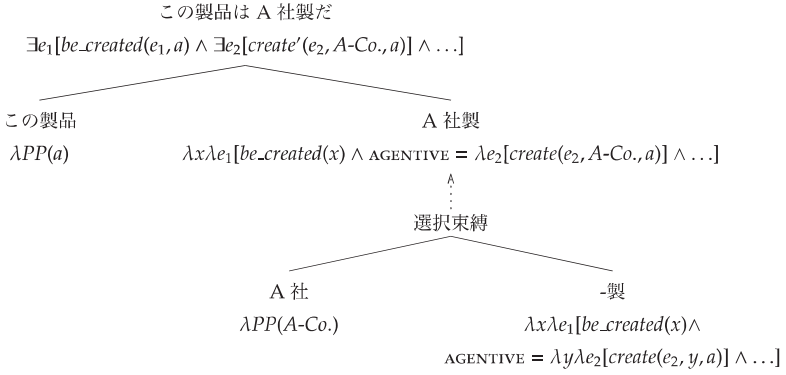 この製品は A 社製だ
∃e₁[be_created(e₁, a) ∧ ∃e₂[create′(e₂, A-Co., a)] ∧ …]
この製品
A 社製
λPP(a)
λxλe₁[be_created(x) ∧ AGENTIVE = λe₂[create(e₂, A-Co., a)] ∧ …]
選択束縛
A 社
-製
λPP(A-Co.)
λxλe₁[be_created(x)∧
AGENTIVE = λyλe₂[create(e₂, y, a)] ∧ …]